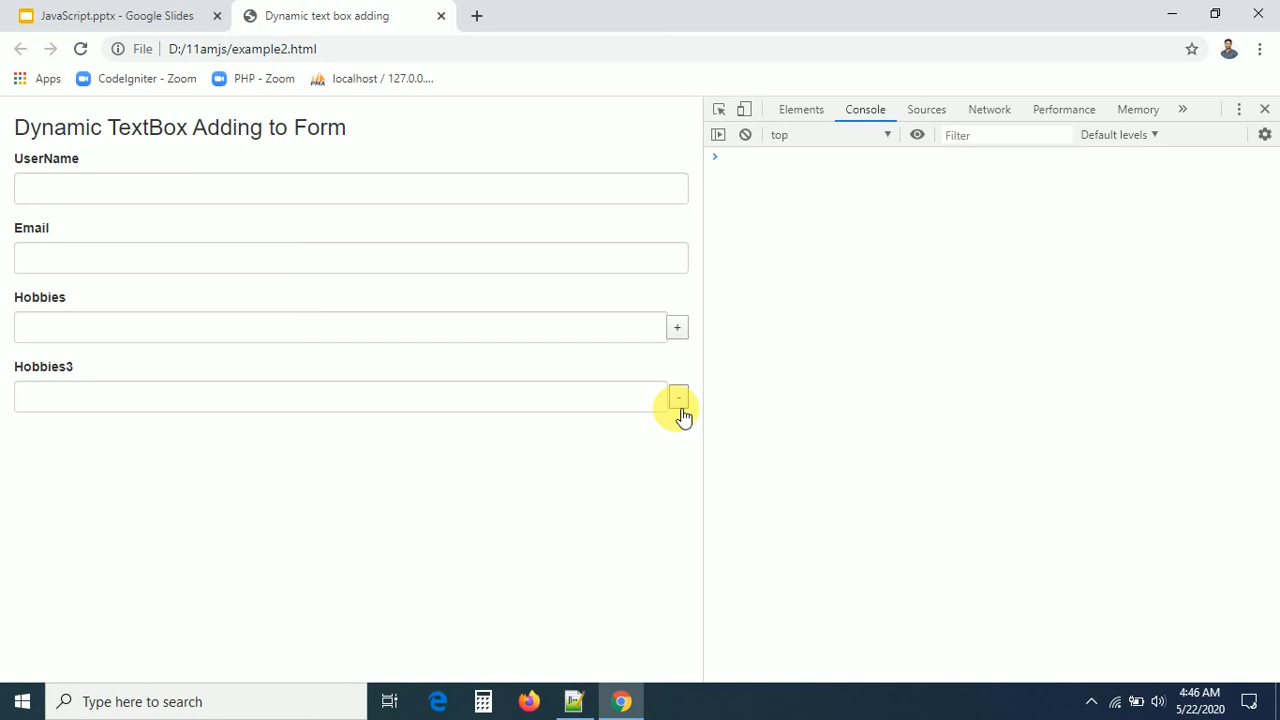 JavaScript.pptx - Google Slides
Dynamic text box adding
File
D:/11amjs/example2.html
Apps
CodeIgniter - Zoom
PHP - Zoom
localhost / 127.0.0....
Elements
Console
Sources
Network
Performance
Memory
»
top
Filter
Default levels
Dynamic TextBox Adding to Form
UserName
Email
Hobbies
+
Hobbies3
-
Type here to search
4:46 AM
5/22/2020